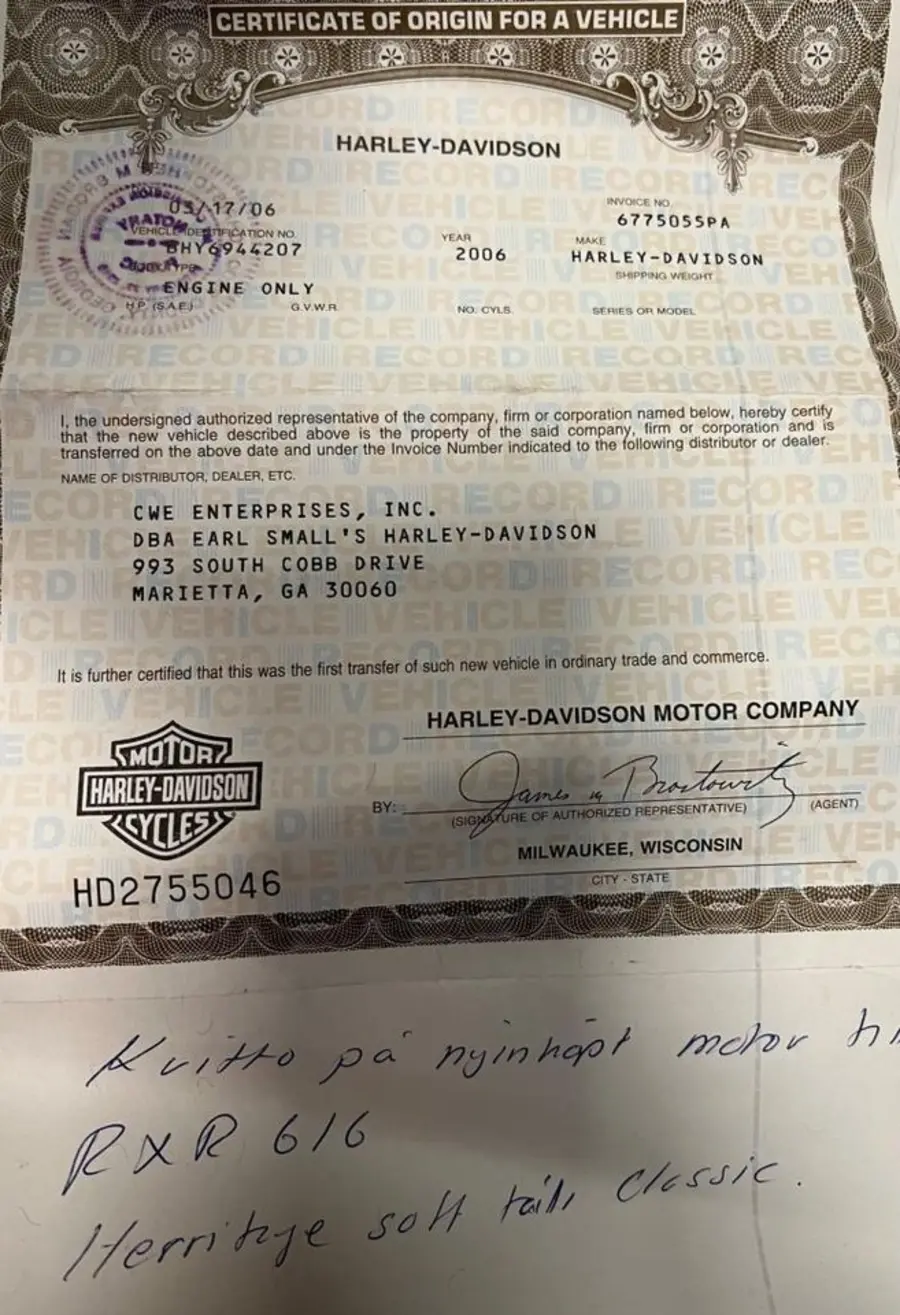 CERTIFICATE OF ORIGIN FOR A VEHICLE
HARLEY-DAVIDSON
03/17/06
INVOICE NO.
6775055PA
VEHICLE IDENTIFICATION NO.
YEAR
MAKE
BHY6944207
2006
HARLEY-DAVIDSON
NOTARY
BODY TYPE
SHIPPING WEIGHT
ENGINE ONLY
H.P. (S.A.E.)
G.V.W.R.
NO. CYLS.
SERIES OR MODEL
I, the undersigned authorized representative of the company, firm or corporation named below, hereby certify
that the new vehicle described above is the property of the said company, firm or corporation and is
transferred on the above date and under the Invoice Number indicated to the following distributor or dealer.
NAME OF DISTRIBUTOR, DEALER, ETC.
CWE ENTERPRISES, INC.
DBA EARL SMALL'S HARLEY-DAVIDSON
993 SOUTH COBB DRIVE
MARIETTA, GA 30060
It is further certified that this was the first transfer of such new vehicle in ordinary trade and commerce.
HARLEY-DAVIDSON MOTOR COMPANY
MOTOR
HARLEY-DAVIDSON
CYCLES
BY:
James
(SIGNATURE OF AUTHORIZED REPRESENTATIVE)
(AGENT)
MILWAUKEE, WISCONSIN
CITY - STATE
HD2755046
Kvitto på nyinköpt motor
RXR 616
Herritge soft tail Classic.